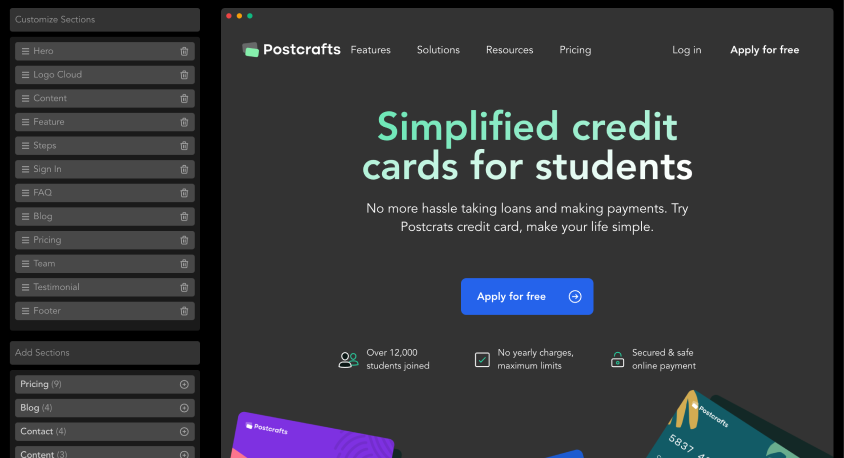 Customize Sections
Hero
Logo Cloud
Content
Feature
Steps
Sign In
FAQ
Blog
Pricing
Team
Testimonial
Footer
Add Sections
Pricing (9)
Blog (4)
Contact (4)
Content (3)
Postcrafts Features Solutions Resources Pricing Log in Apply for free
Simplified credit
cards for students
No more hassle taking loans and making payments. Try
Postcrats credit card, make your life simple.
Apply for free
Over 12,000
students joined
No yearly charges,
maximum limits
Secured & safe
online payment
Postcrafts
Postcrafts
5837